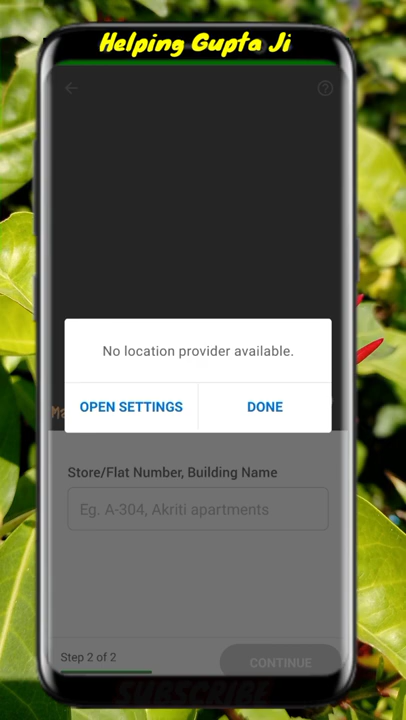 Helping Gupta Ji
No location provider available.
OPEN SETTINGS
DONE
Ma
Store/Flat Number, Building Name
Eg. A-304, Akriti apartments
Step 2 of 2
CONTINUE
SUBSCRIBE